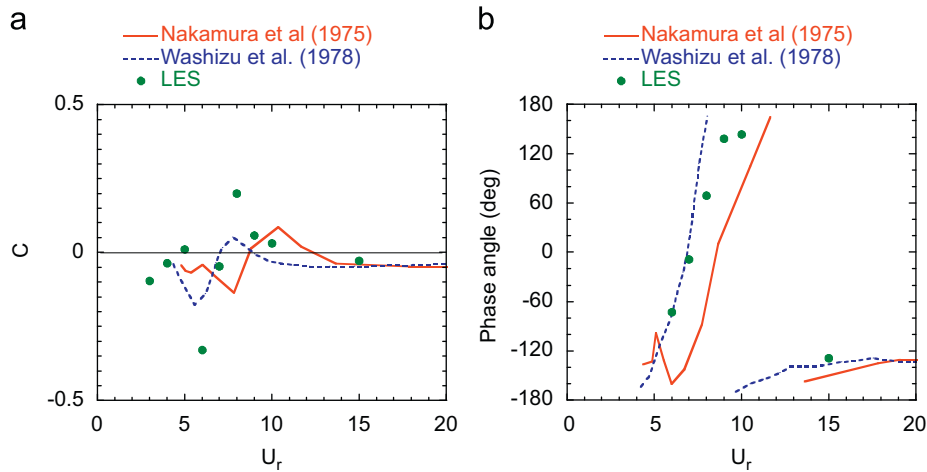 a
Nakamura et al (1975)
Washizu et al. (1978)
LES
0.5
0
-0.5
C
0 5 10 15 20
U_r
b
Nakamura et al (1975)
Washizu et al. (1978)
LES
180
120
60
0
-60
-120
-180
Phase angle (deg)
0 5 10 15 20
U_r